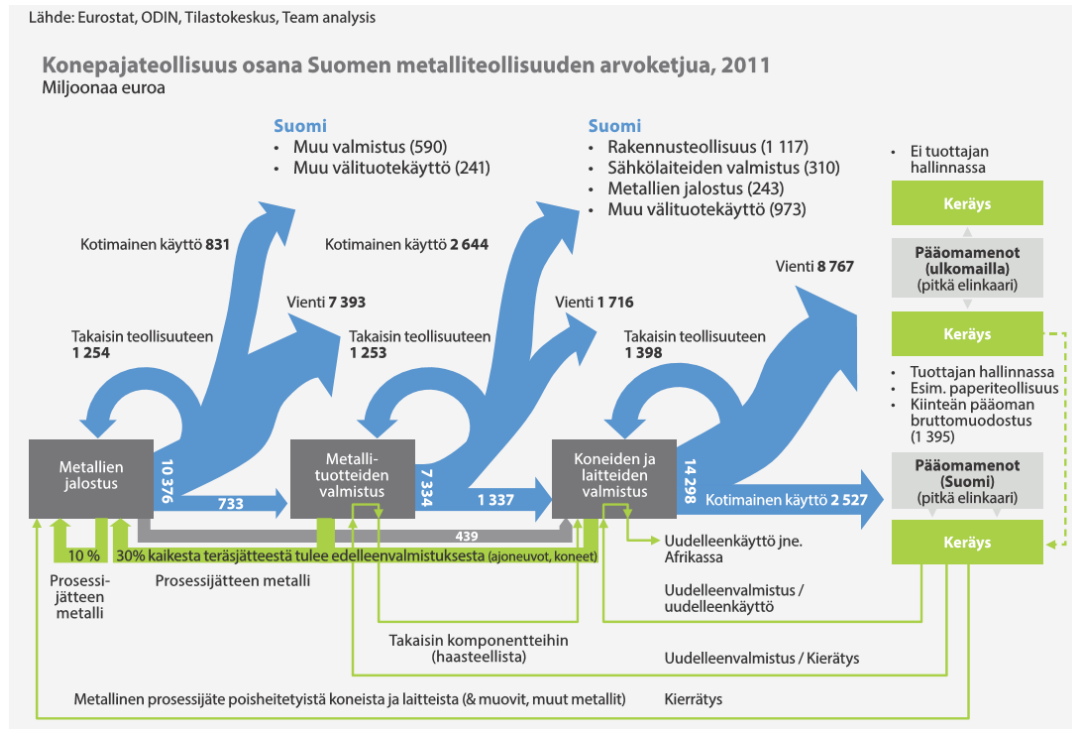 Lähde: Eurostat, ODIN, Tilastokeskus, Team analysis
Konepajateollisuus osana Suomen metalliteollisuuden arvoketjua, 2011
Miljoonaa euroa
Suomi
• Muu valmistus (590)
• Muu välituotekäyttö (241)
Suomi
• Rakennusteollisuus (1 117)
• Sähkölaiteiden valmistus (310)
• Metallien jalostus (243)
• Muu välituotekäyttö (973)
• Ei tuottajan
hallinnassa
Keräys
Pääomamenot
(ulkomailla)
(pitkä elinkaari)
Keräys
• Tuottajan hallinnassa
• Esim. paperiteollisuus
• Kiinteän pääoman
bruttomuodostus
(1 395)
Pääomamenot
(Suomi)
(pitkä elinkaari)
Keräys
Kotimainen käyttö 831
Vienti 7 393
Takaisin teollisuuteen
1 254
Kotimainen käyttö 2 644
Vienti 1 716
Takaisin teollisuuteen
1 253
Vienti 8 767
Takaisin teollisuuteen
1 398
Metallien
jalostus
10 376
733
Metalli-
tuotteiden
valmistus
7 334
1 337
Koneiden ja
laitteiden
valmistus
14 298
Kotimainen käyttö 2 527
439
10 %
30% kaikesta teräsjätteestä tulee edelleenvalmistuksesta (ajoneuvot, koneet)
Prosessi-
jätteen
metalli
Prosessijätteen metalli
Uudelleenkäyttö jne.
Afrikassa
Uudelleenvalmistus /
uudelleenkäyttö
Takaisin komponentteihin
(haasteellista)
Uudelleenvalmistus / Kierätys
Metallinen prosessijäte poisheitetyistä koneista ja laitteista (& muovit, muut metallit)
Kierrätys